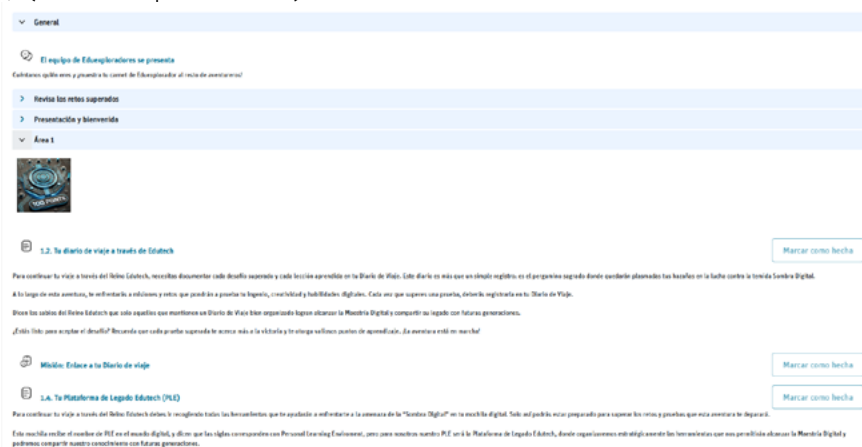 General
El equipo de Eduexploradores se presenta
Cuéntanos quién eres y ¡muestra tu carnet de Eduexplorador al resto de aventureros!
Revisa los retos superados
Presentación y bienvenida
Área 1
100 POINTS
1.2. Tu diario de viaje a través de Edutech
Marcar como hecha
Para continuar tu viaje a través del Reino Edutech, necesitas documentar cada desafío superado y cada lección aprendida en tu Diario de Viaje. Este diario es más que un simple registro: es el pergamino sagrado donde quedarán plasmadas tus hazañas en la lucha contra la temida Sombra Digital.
A lo largo de esta aventura, te enfrentarás a misiones y retos que pondrán a prueba tu ingenio, creatividad y habilidades digitales. Cada vez que superes una prueba, deberás registrarla en tu Diario de Viaje.
Dicen los sabios del Reino Edutech que solo aquellos que mantienen un Diario de Viaje bien organizado logran alcanzar la Maestría Digital y compartir su legado con futuras generaciones.
¿Estás listo para aceptar el desafío? Recuerda que cada prueba superada te acerca más a la victoria y te otorga valiosos puntos de aprendizaje. ¡La aventura está en marcha!
Misión: Enlace a tu Diario de viaje
Marcar como hecha
1.4. Tu Plataforma de Legado Edutech (PLE)
Marcar como hecha
Para continuar tu viaje a través del Reino Edutech debes ir recogiendo todas las herramientas que te ayudarán a enfrentarte a la amenaza de la "Sombra Digital" en tu mochila digital. Solo así podrás estar preparado para superar los retos y pruebas que esta aventura te deparará.
Esta mochila recibe el nombre de PLE en el mundo digital, y dicen que las siglas corresponden con Personal Learning Environment, pero para nosotros nuestro PLE será la Plataforma de Legado Edutech, donde organizaremos estratégicamente las herramientas que nos permitirán alcanzar la Maestría Digital y
podremos compartir nuestro conocimiento con futuras generaciones.